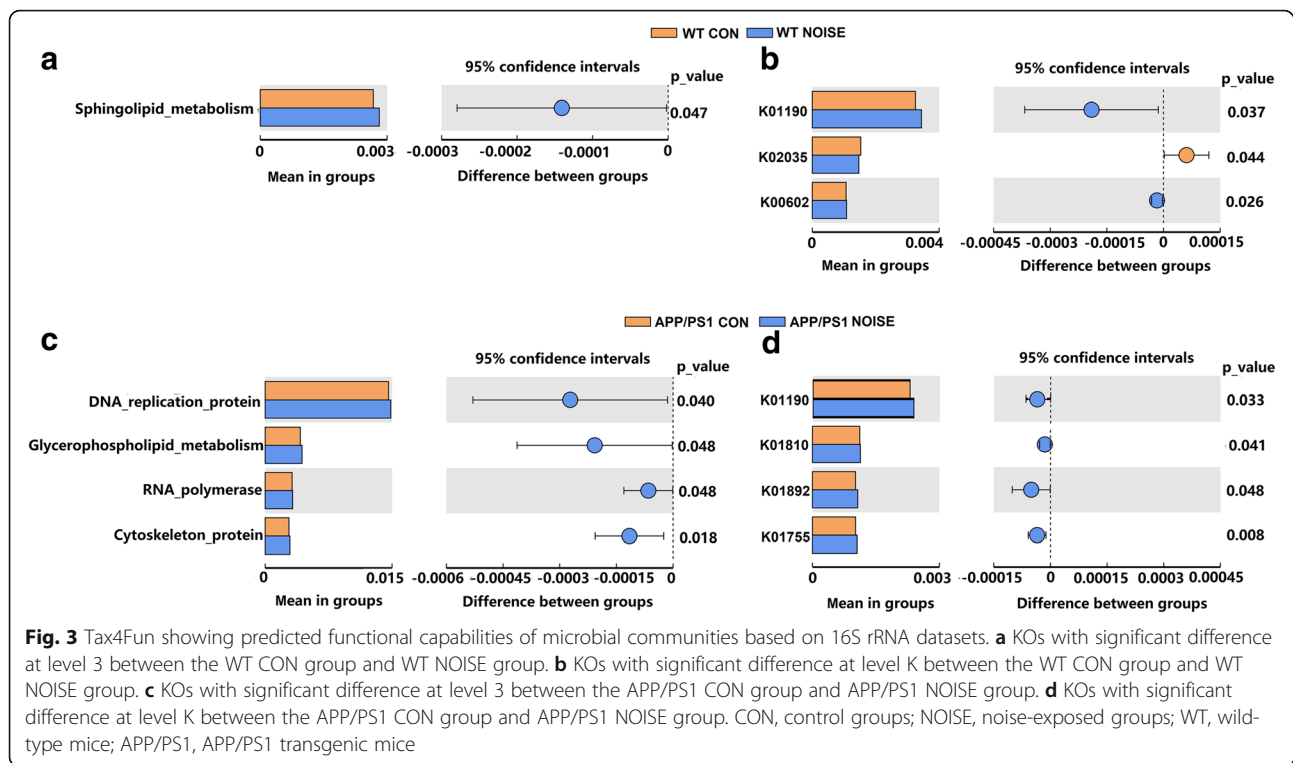 WT CON WT NOISE
a
95% confidence intervals
p_value
Sphingolipid_metabolism
0.047
0 0.003
-0.0003 -0.0002 -0.0001 0
Mean in groups
Difference between groups
b
95% confidence intervals
p_value
K01190
0.037
K02035
0.044
K00602
0.026
0 0.004
-0.00045 -0.0003 -0.00015 0 0.00015
Mean in groups
Difference between groups
APP/PS1 CON APP/PS1 NOISE
c
95% confidence intervals
p_value
DNA_replication_protein
0.040
Glycerophospholipid_metabolism
0.048
RNA_polymerase
0.048
Cytoskeleton_protein
0.018
0 0.015
-0.0006 -0.00045 -0.0003 -0.00015 0
Mean in groups
Difference between groups
d
95% confidence intervals
p_value
K01190
0.033
K01810
0.041
K01892
0.048
K01755
0.008
0 0.003
-0.00015 0 0.00015 0.0003 0.00045
Mean in groups
Difference between groups
Fig. 3 Tax4Fun showing predicted functional capabilities of microbial communities based on 16S rRNA datasets. a KOs with significant difference
at level 3 between the WT CON group and WT NOISE group. b KOs with significant difference at level K between the WT CON group and WT
NOISE group. c KOs with significant difference at level 3 between the APP/PS1 CON group and APP/PS1 NOISE group. d KOs with significant
difference at level K between the APP/PS1 CON group and APP/PS1 NOISE group. CON, control groups; NOISE, noise-exposed groups; WT, wild-
type mice; APP/PS1, APP/PS1 transgenic mice